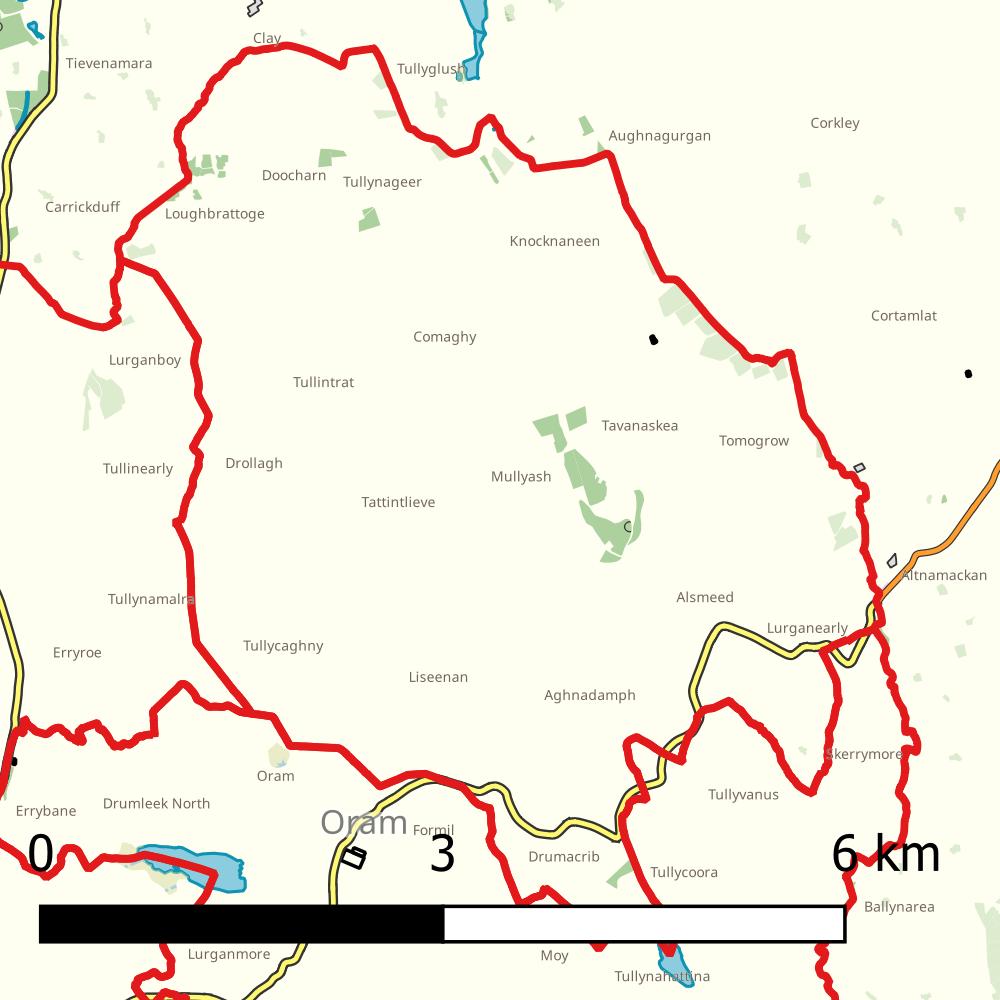 Clay
Tievenamara
Tullyglush
Corkley
Aughnagurgan
Doocharn
Tullynageer
Carrickduff
Loughbrattoge
Knocknaneen
Cortamlat
Comaghy
Lurganboy
Tullintrat
Tavanaskea
Tomogrow
Drollagh
Tullinearly
Mullyash
Tattintlieve
Altnamackan
Tullynamalra
Alsmeed
Lurganearly
Tullycaghny
Erryroe
Liseenan
Aghnadamph
Skerrymore
Oram
Tullyvanus
Drumleek North
Errybane
Oram
Formil
0 3 6 km
Drumacrib
Tullycoora
Ballynarea
Lurganmore
Moy
Tullynahattina